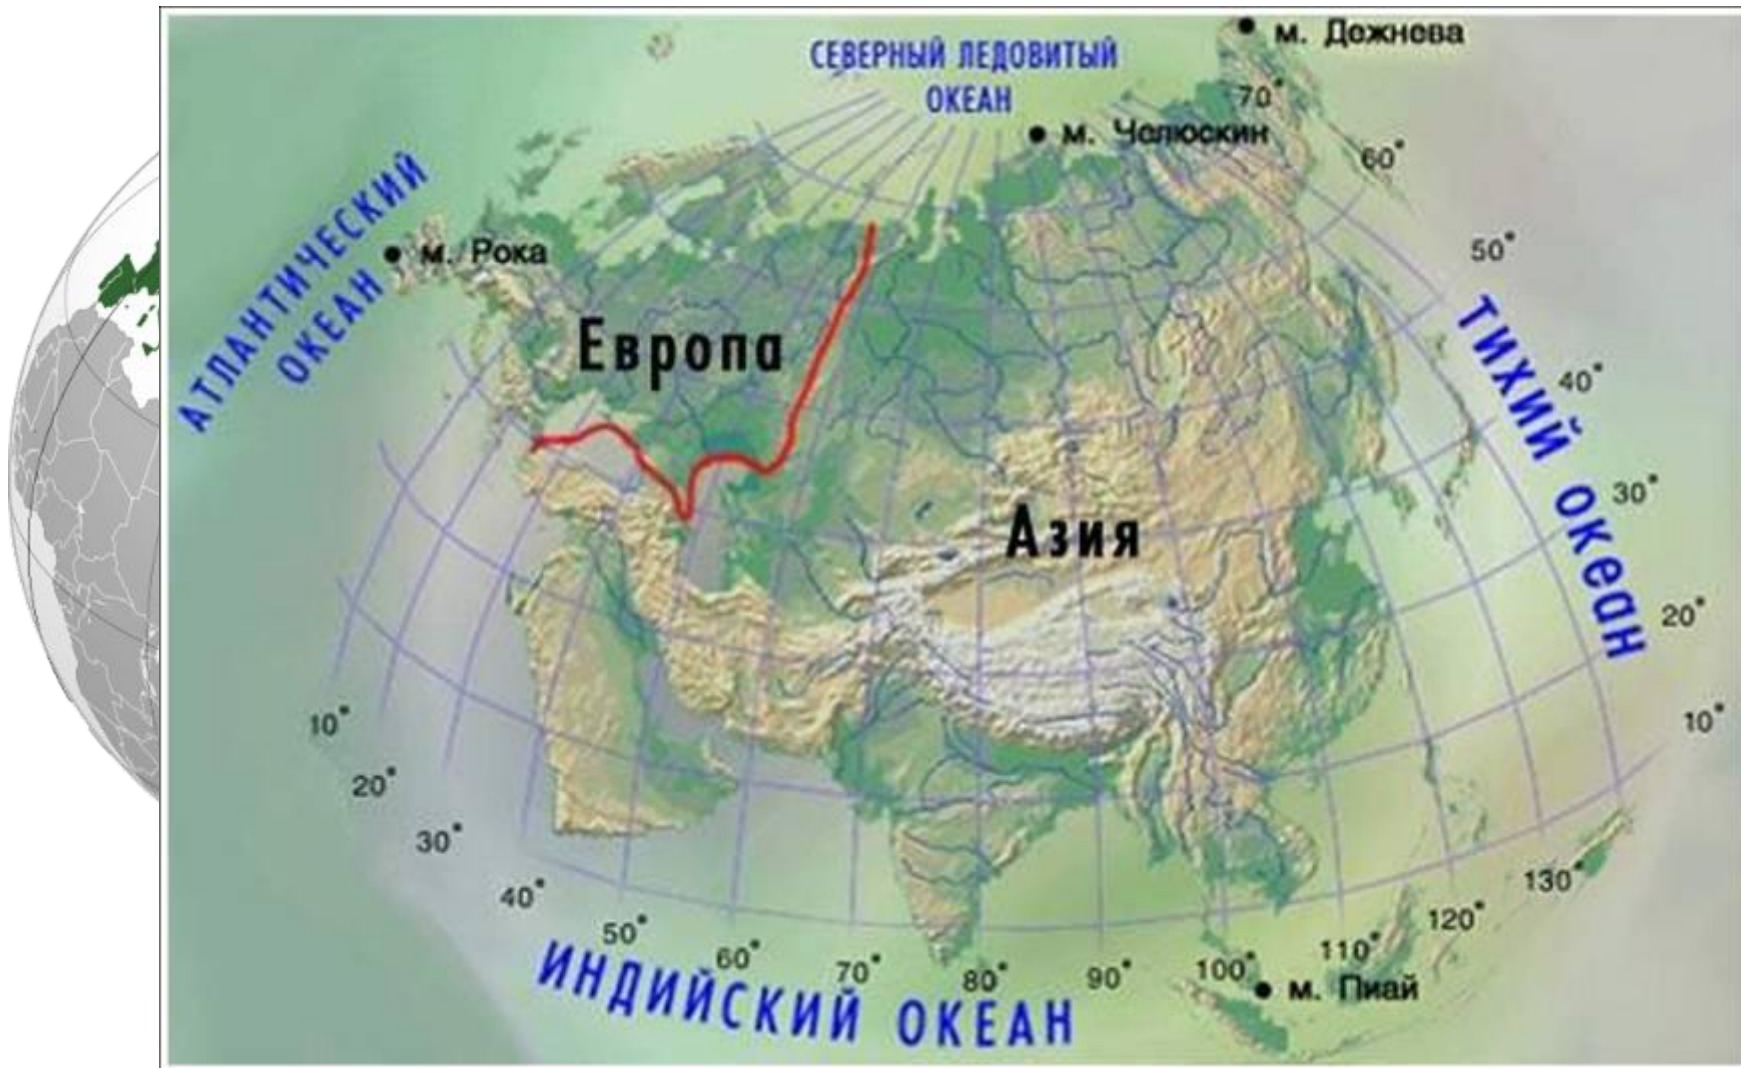 м. Дежнева
СЕВЕРНЫЙ ЛЕДОВИТЫЙ
ОКЕАН
70°
м. Челюскин
60°
АТЛАНТИЧЕСКИЙ
ОКЕАН
м. Рока
50°
ТИХИЙ ОКЕАН
Европа
40°
30°
Азия
20°
10°
10°
20°
30°
40°
50°
60°
70°
80°
90°
100°
110°
120°
130°
м. Пиай
ИНДИЙСКИЙ ОКЕАН